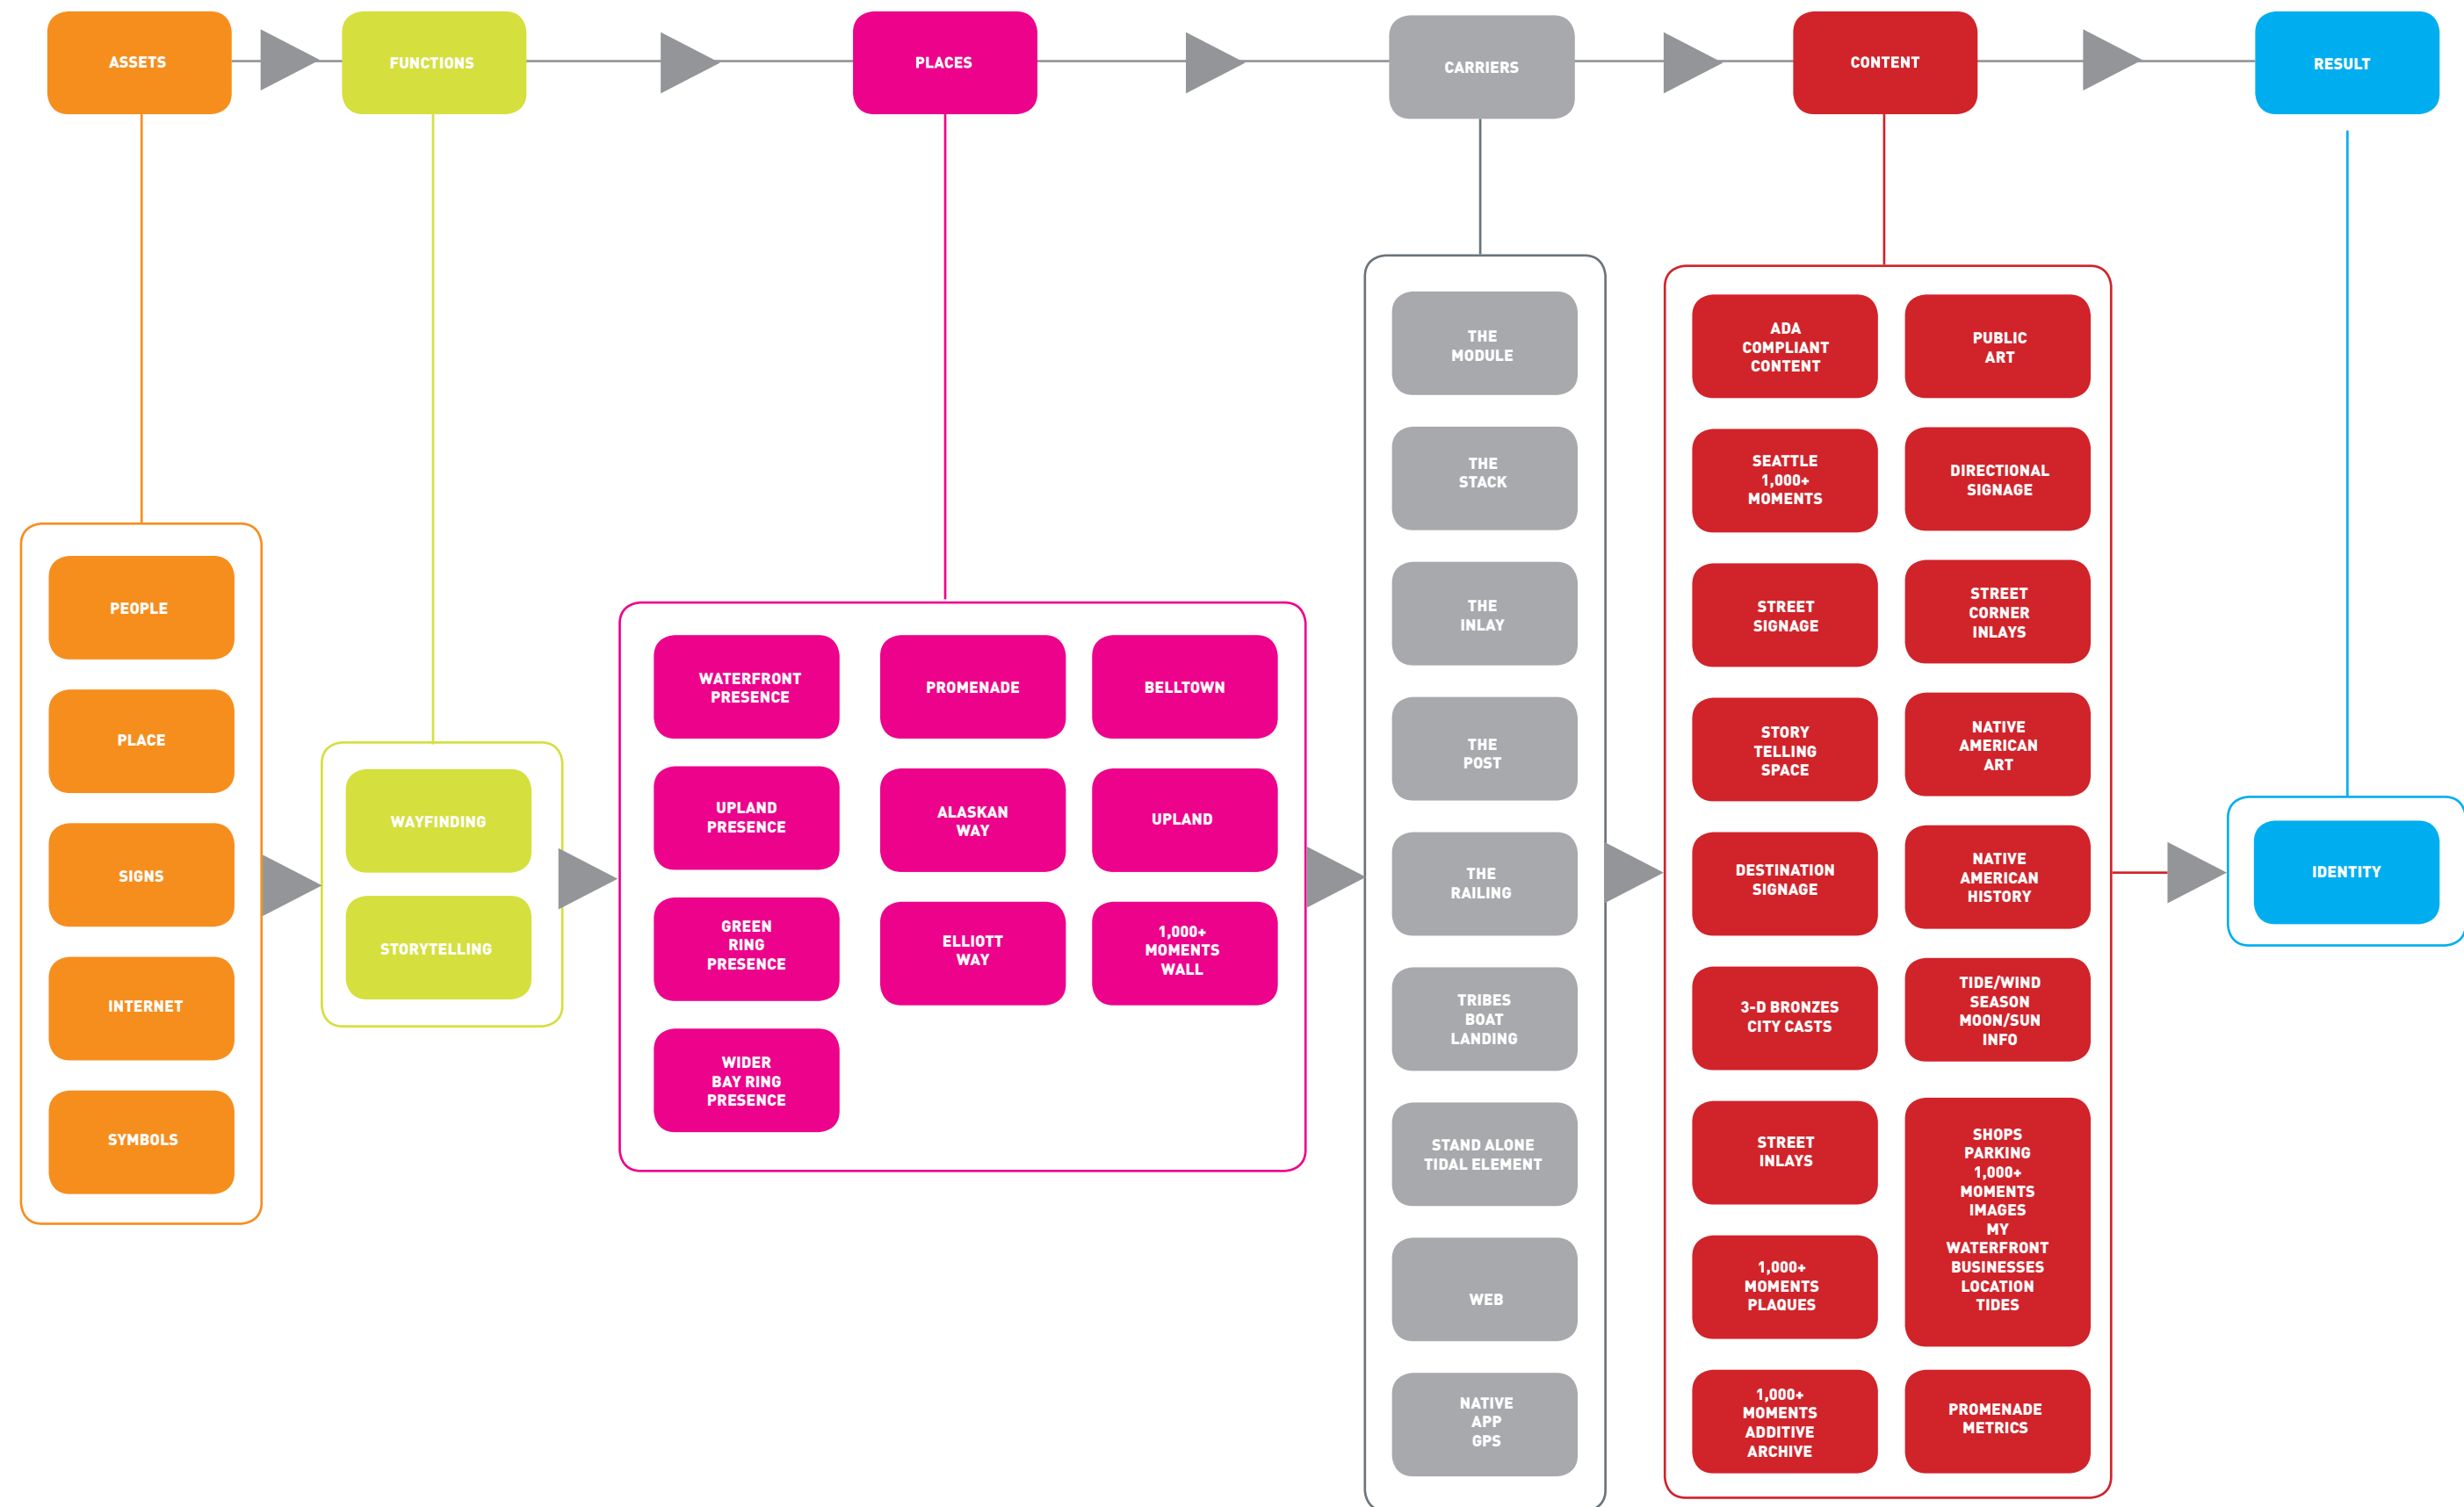 ASSETS
FUNCTIONS
PLACES
CARRIERS
CONTENT
RESULT
PEOPLE
PLACE
SIGNS
INTERNET
SYMBOLS
WAYFINDING
STORYTELLING
WATERFRONT
PRESENCE
UPLAND
PRESENCE
GREEN
RING
PRESENCE
WIDER
BAY RING
PRESENCE
PROMENADE
ALASKAN
WAY
ELLIOTT
WAY
BELLTOWN
UPLAND
1,000+
MOMENTS
WALL
THE
MODULE
THE
STACK
THE
INLAY
THE
POST
THE
RAILING
TRIBES
BOAT
LANDING
STAND ALONE
TIDAL ELEMENT
WEB
NATIVE
APP
GPS
ADA
COMPLIANT
CONTENT
SEATTLE
1,000+
MOMENTS
STREET
SIGNAGE
STORY
TELLING
SPACE
DESTINATION
SIGNAGE
3-D BRONZES
CITY CASTS
STREET
INLAYS
1,000+
MOMENTS
PLAQUES
1,000+
MOMENTS
ADDITIVE
ARCHIVE
PUBLIC
ART
DIRECTIONAL
SIGNAGE
STREET
CORNER
INLAYS
NATIVE
AMERICAN
ART
NATIVE
AMERICAN
HISTORY
TIDE/WIND
SEASON
MOON/SUN
INFO
SHOPS
PARKING
1,000+
MOMENTS
IMAGES
MY
WATERFRONT
BUSINESSES
LOCATION
TIDES
PROMENADE
METRICS
IDENTITY